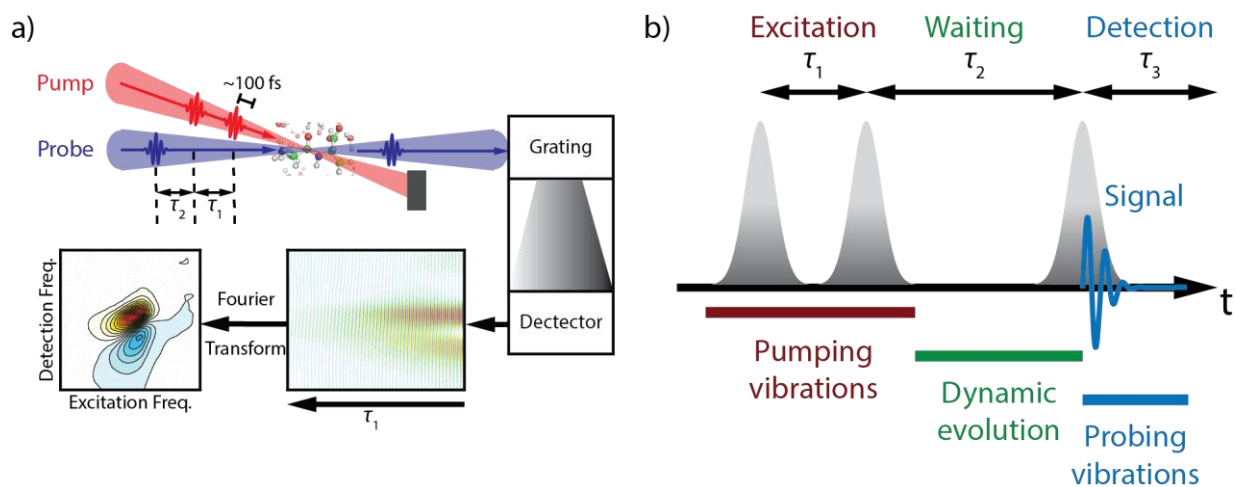 a)
Pump
~100 fs
Probe
τ2
τ1
Grating
Dectector
Detection Freq.
Excitation Freq.
Fourier
Transform
τ1
b)
Excitation
Waiting
Detection
τ1
τ2
τ3
Signal
t
Pumping
vibrations
Dynamic
evolution
Probing
vibrations